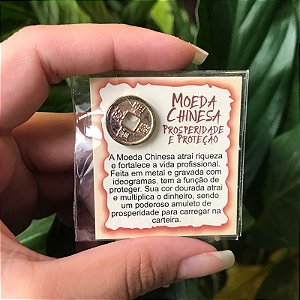 MOEDA
CHINESA
PROSPERIDADE
E PROTEÇÃO
A Moeda Chinesa atrai riqueza
e fortalece a vida profissional.
Feita em metal e gravada com
ideogramas, tem a função de
proteger. Sua cor dourada atrai
e multiplica o dinheiro, sendo
um poderoso amuleto de
prosperidade para carregar na
carteira.